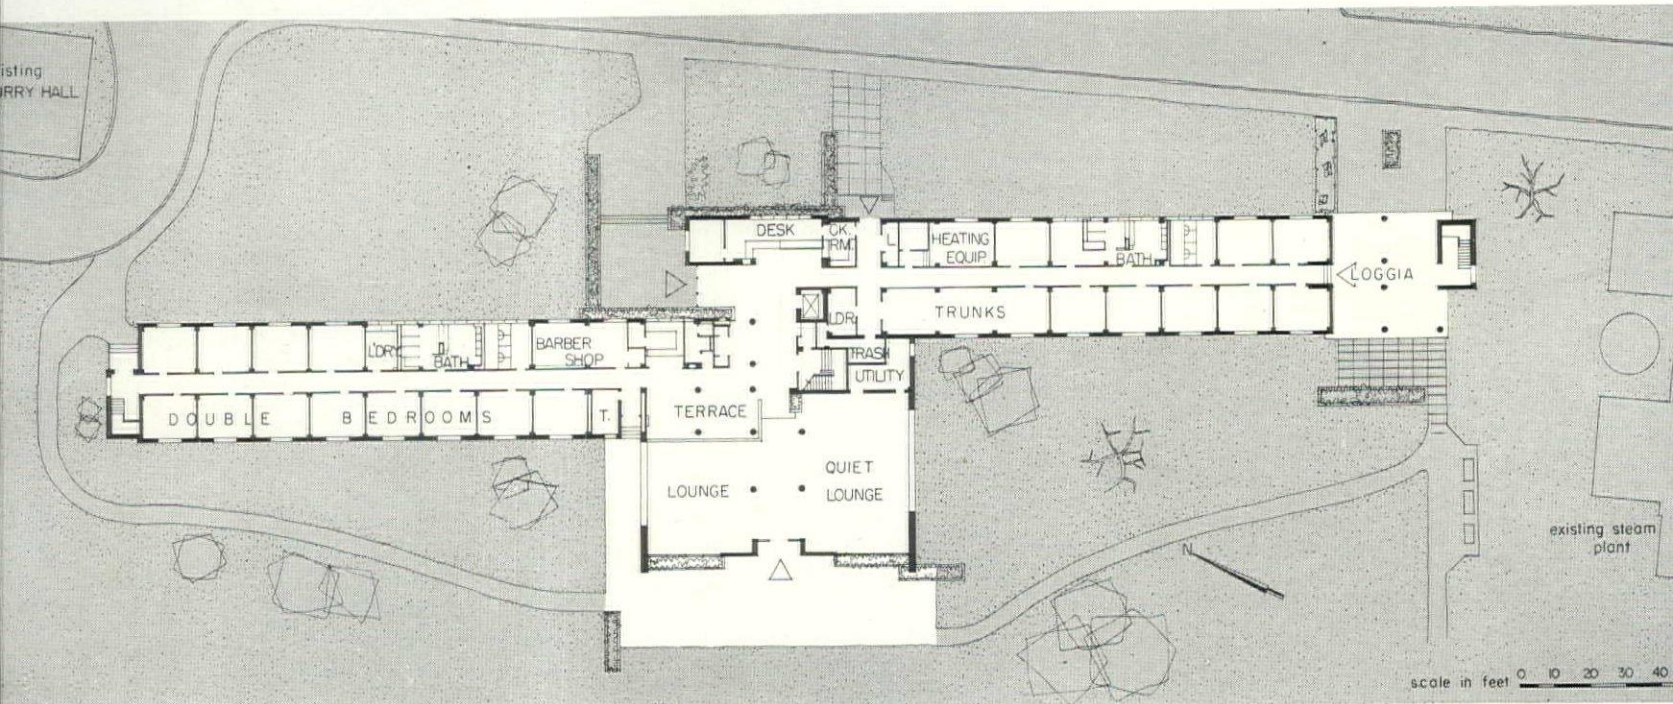 isting
RRY HALL
DESK
CK.
RM.
L
HEATING
EQUIP.
BATH
LOGGIA
LDR.
TRUNKS
L'DRY
BATH
BARBER
SHOP
TRASH
UTILITY
DOUBLE BEDROOMS
T.
TERRACE
LOUNGE
QUIET
LOUNGE
existing steam
plant
N
scale in feet 0 10 20 30 40